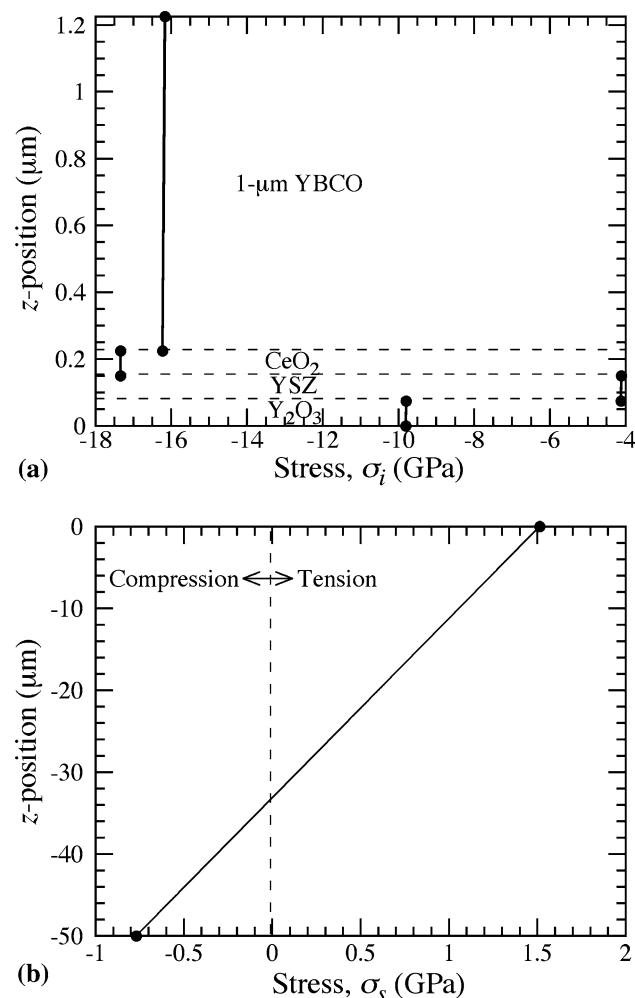 1.2
1
0.8
0.6
0.4
0.2
0
z-position (μm)
1-μm YBCO
CeO₂
YSZ
Y₂O₃
-18 -16 -14 -12 -10 -8 -6 -4
(a) Stress, σᵢ (GPa)
0
-10
-20
-30
-40
-50
z-position (μm)
Compression Tension
-1 -0.5 0 0.5 1 1.5 2
(b) Stress, σₛ (GPa)